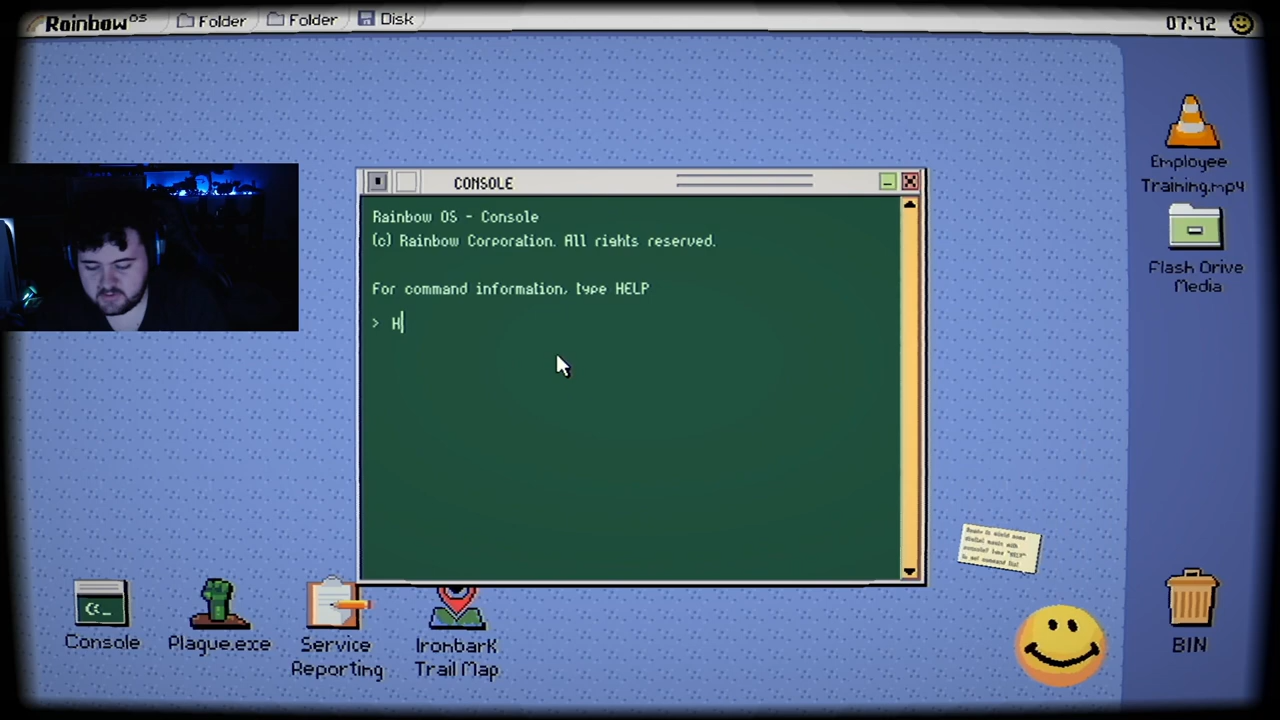 Rainbow OS
Folder
Folder
Disk
07:42
Employee
Training.mp4
Flash Drive
Media
CONSOLE
Rainbow OS - Console
(c) Rainbow Corporation. All rights reserved.
For command information, type HELP
> H
Console
Plague.exe
Service
Reporting
Ironbark
Trail Map
BIN